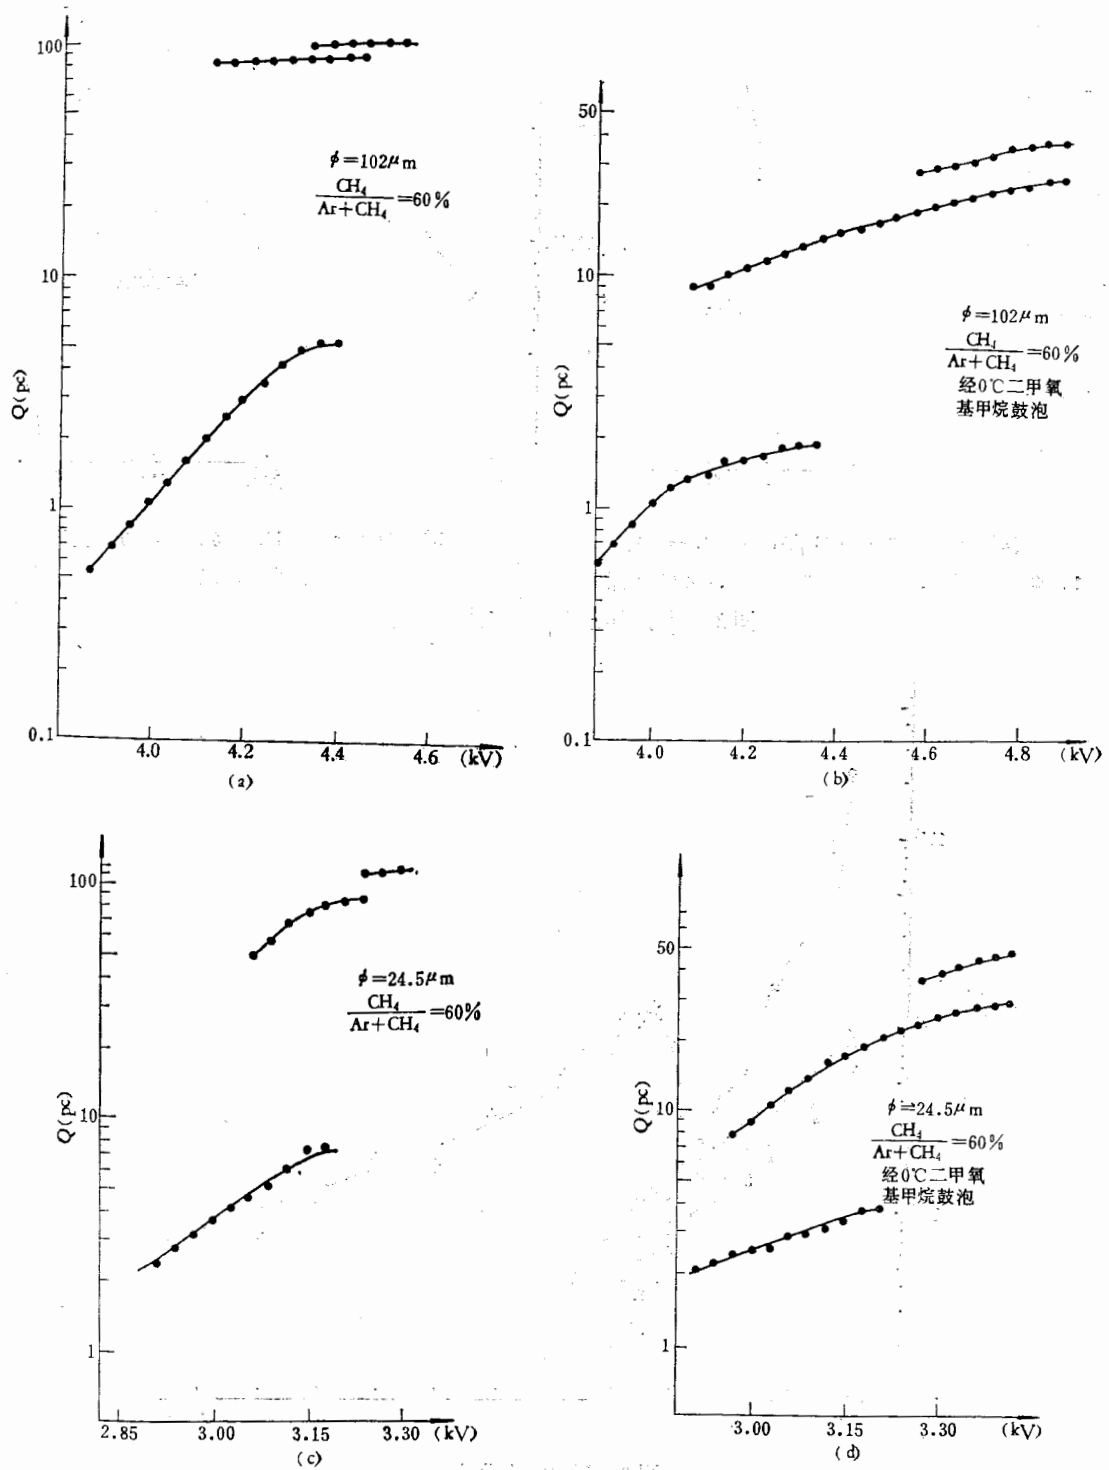 100
10
1
0.1
Q(pc)
φ=102μm
CH₄
Ar+CH₄
=60%
4.0
4.2
4.4
4.6
(kV)
(a)
50
10
1
0.1
Q(pc)
φ=102μm
CH₄
Ar+CH₄
=60%
经0℃二甲氧
基甲烷鼓泡
4.0
4.2
4.4
4.6
4.8
(kV)
(b)
100
10
1
Q(pc)
φ=24.5μm
CH₄
Ar+CH₄
=60%
2.85
3.00
3.15
3.30
(kV)
(c)
50
10
1
Q(pc)
φ=24.5μm
CH₄
Ar+CH₄
=60%
经0℃二甲氧
基甲烷鼓泡
3.00
3.15
3.30
(kV)
(d)